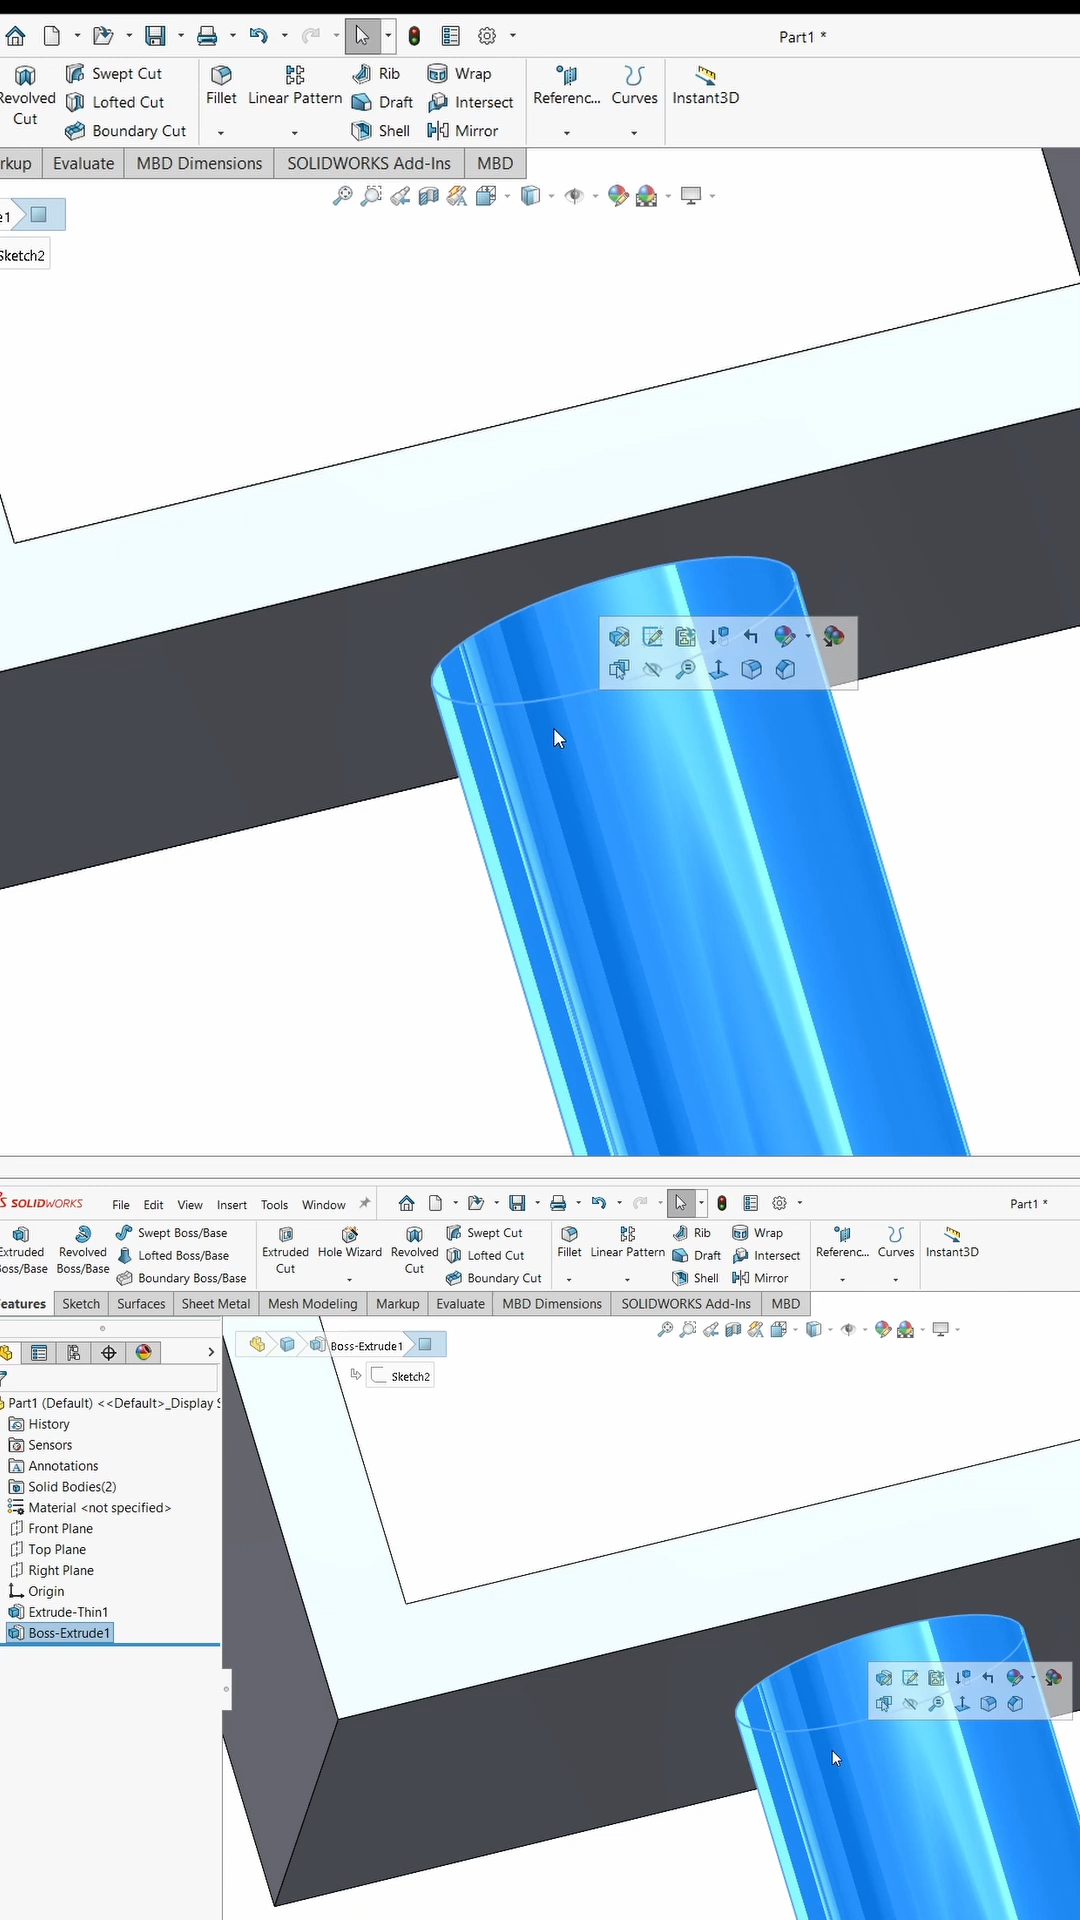 Part1 *
Revolved Cut
Swept Cut
Lofted Cut
Boundary Cut
Fillet
Linear Pattern
Rib
Draft
Shell
Wrap
Intersect
Mirror
Referenc...
Curves
Instant3D
rkup
Evaluate
MBD Dimensions
SOLIDWORKS Add-Ins
MBD
e1
Sketch2
SOLIDWORKS
File
Edit
View
Insert
Tools
Window
Part1 *
Extruded Boss/Base
Revolved Boss/Base
Swept Boss/Base
Lofted Boss/Base
Boundary Boss/Base
Extruded Cut
Hole Wizard
Revolved Cut
Swept Cut
Lofted Cut
Boundary Cut
Fillet
Linear Pattern
Rib
Draft
Shell
Wrap
Intersect
Mirror
Referenc...
Curves
Instant3D
eatures
Sketch
Surfaces
Sheet Metal
Mesh Modeling
Markup
Evaluate
MBD Dimensions
SOLIDWORKS Add-Ins
MBD
Boss-Extrude1
Sketch2
Part1 (Default) <<Default>_Display S
History
Sensors
Annotations
Solid Bodies(2)
Material <not specified>
Front Plane
Top Plane
Right Plane
Origin
Extrude-Thin1
Boss-Extrude1